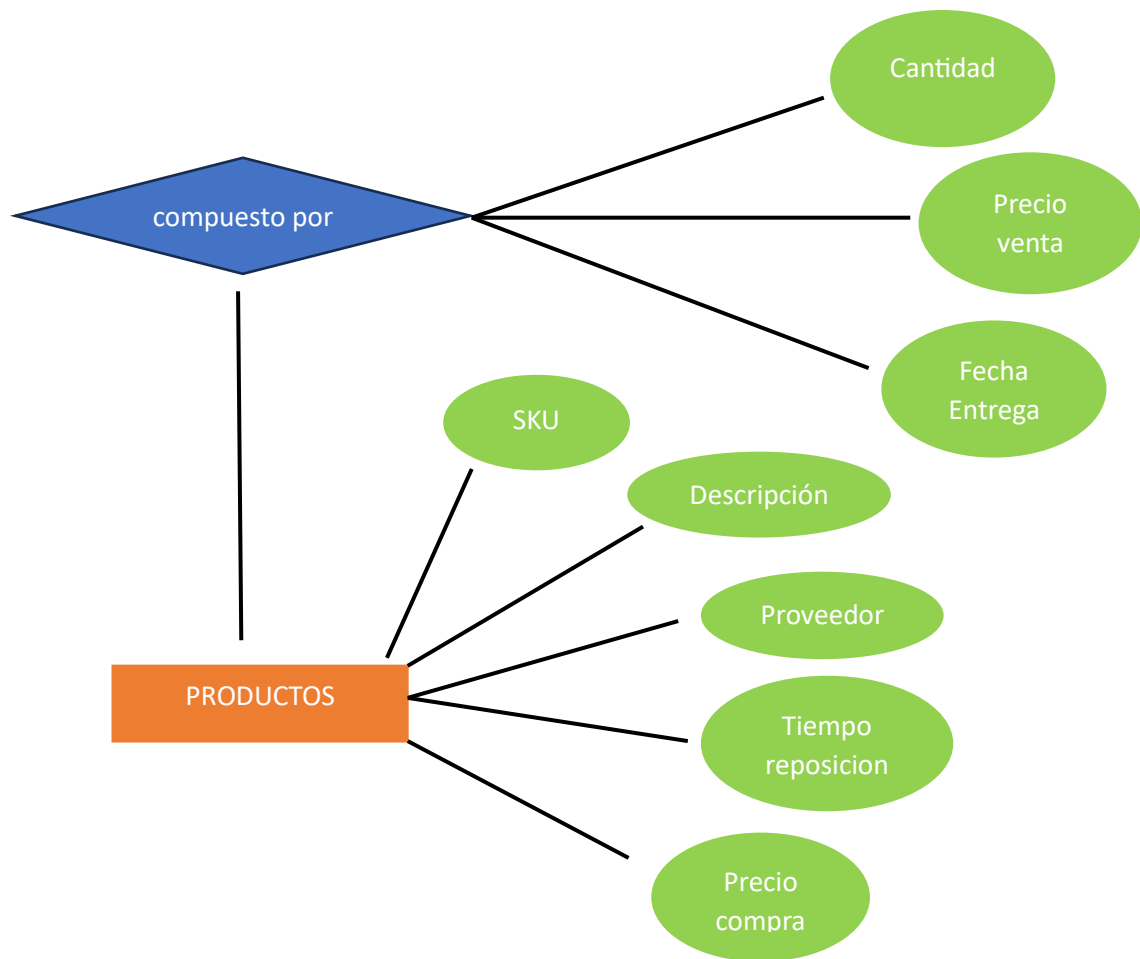 Cantidad
compuesto por
Precio
venta
Fecha
Entrega
SKU
Descripción
Proveedor
PRODUCTOS
Tiempo
reposicion
Precio
compra